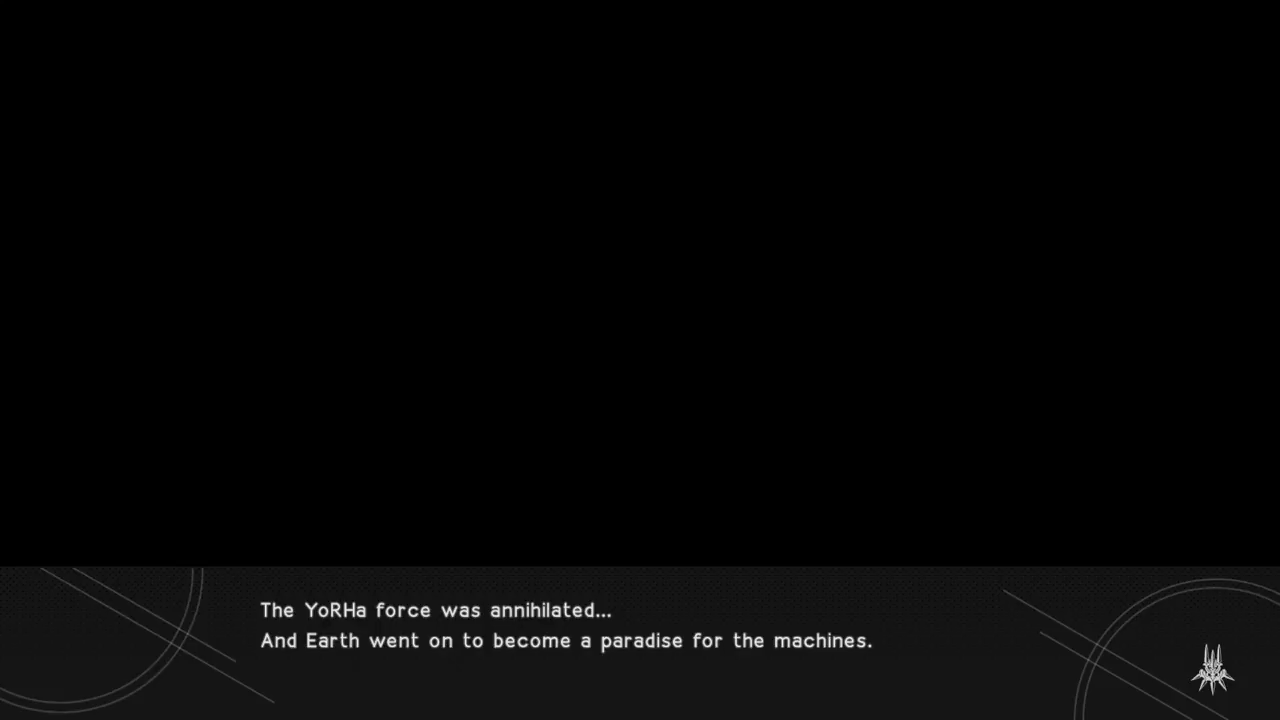 The YoRHa force was annihilated...
And Earth went on to become a paradise for the machines.